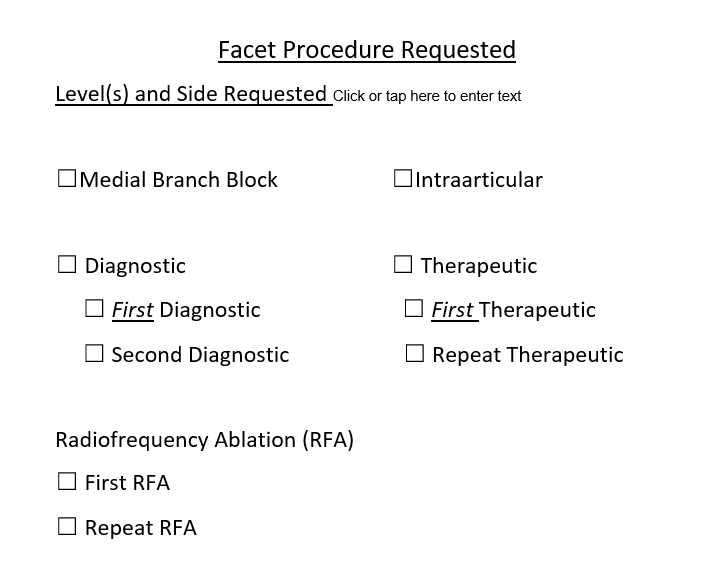 Facet Procedure Requested
Level(s) and Side Requested Click or tap here to enter text
☐Medial Branch Block ☐Intraarticular
☐ Diagnostic ☐ Therapeutic
☐ First Diagnostic ☐ First Therapeutic
☐ Second Diagnostic ☐ Repeat Therapeutic
Radiofrequency Ablation (RFA)
☐ First RFA
☐ Repeat RFA